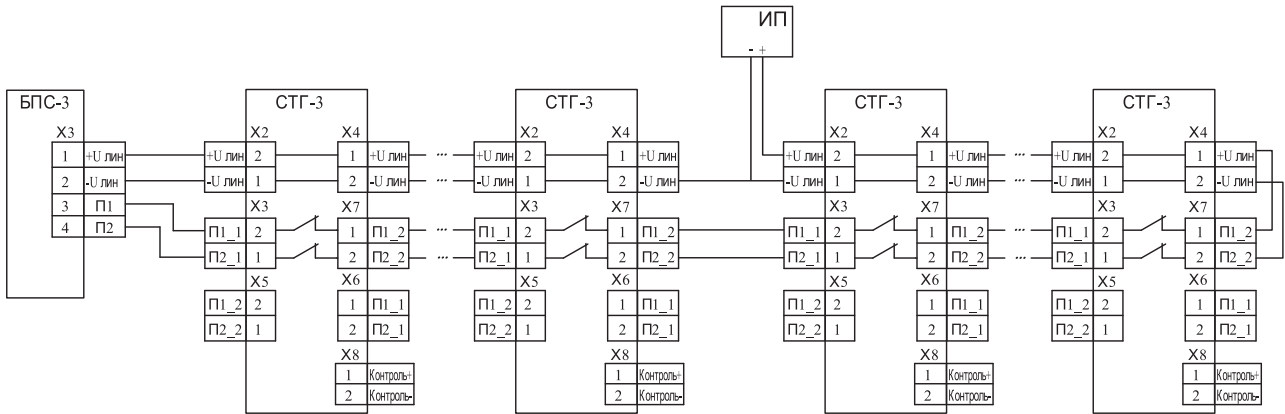 ИП
- +
БПС-3 СТГ-3 СТГ-3 СТГ-3 СТГ-3
X3 X2 X4 X2 X4 X2 X4 X2 X4
1 +U лин +U лин 2 1 +U лин ... +U лин 2 1 +U лин +U лин 2 1 +U лин ... +U лин 2 1 +U лин
2 -U лин -U лин 1 2 -U лин ... -U лин 1 2 -U лин -U лин 1 2 -U лин ... -U лин 1 2 -U лин
3 П1 X3 X7 X3 X7 X3 X7 X3 X7
4 П2 П1_1 2 1 П1_2 ... П1_1 2 1 П1_2 П1_1 2 1 П1_2 ... П1_1 2 1 П1_2
П2_1 1 2 П2_2 ... П2_1 1 2 П2_2 П2_1 1 2 П2_2 ... П2_1 1 2 П2_2
X5 X6 X5 X6 X5 X6 X5 X6
П1_2 2 1 П1_1 П1_2 2 1 П1_1 П1_2 2 1 П1_1 П1_2 2 1 П1_1
П2_2 1 2 П2_1 П2_2 1 2 П2_1 П2_2 1 2 П2_1 П2_2 1 2 П2_1
X8 X8 X8 X8
1 Контроль+ 1 Контроль+ 1 Контроль+ 1 Контроль+
2 Контроль- 2 Контроль- 2 Контроль- 2 Контроль-